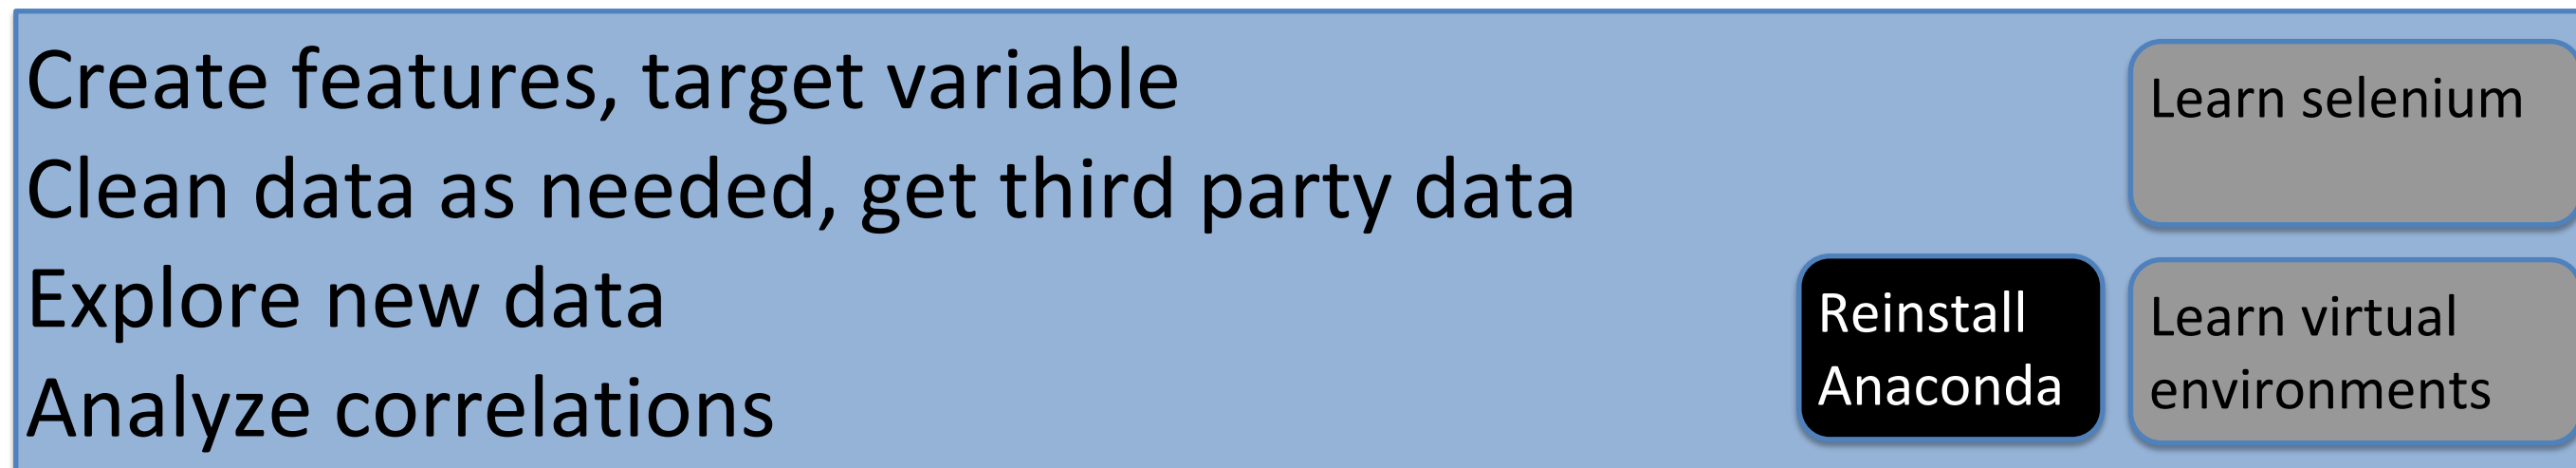 Create features, target variable
Clean data as needed, get third party data
Explore new data
Analyze correlations
Learn selenium
Reinstall
Anaconda
Learn virtual
environments